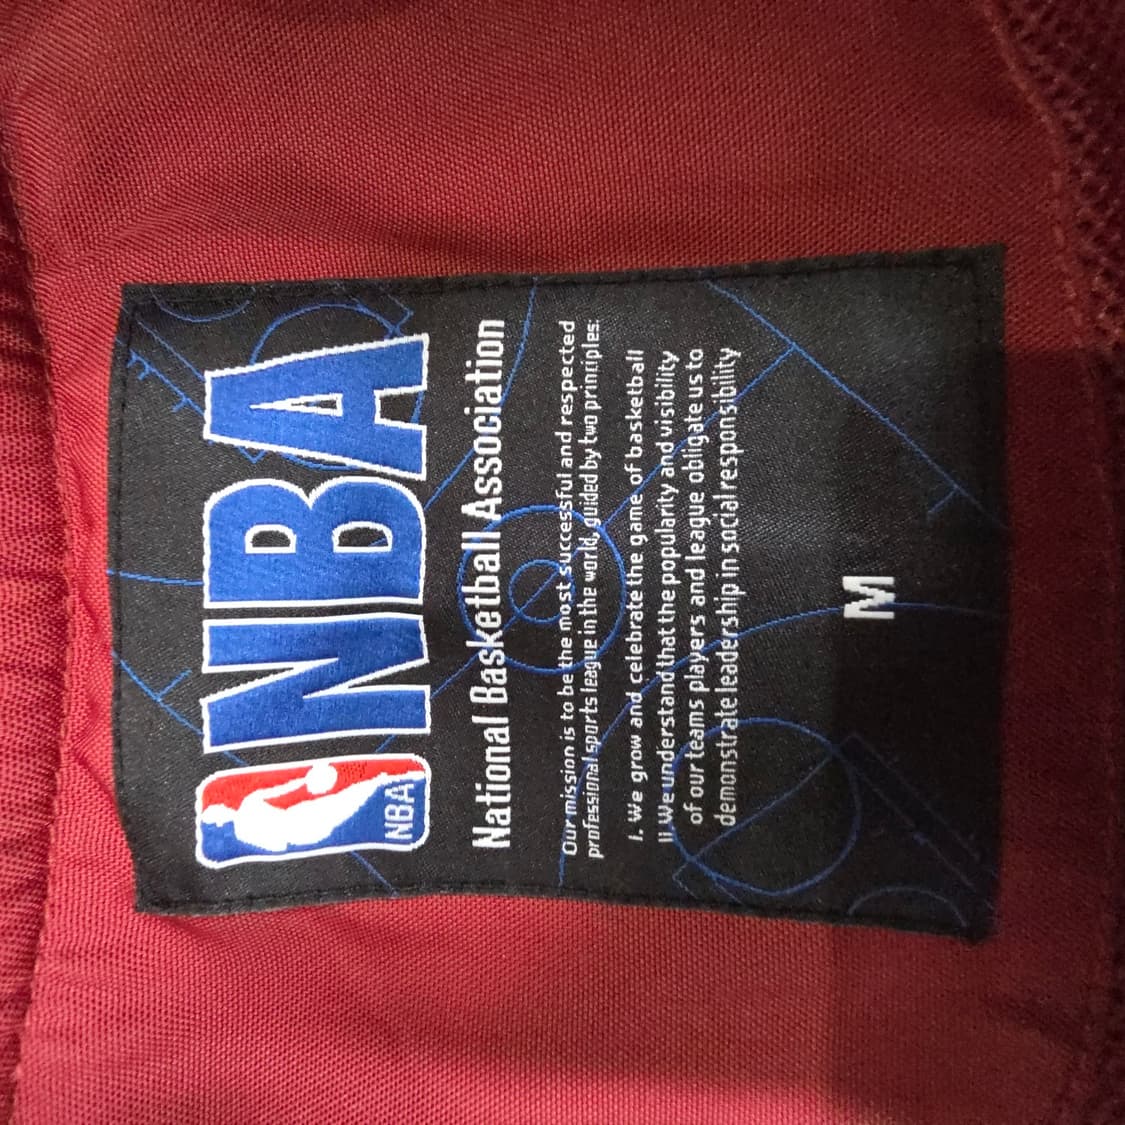 NBA
NBA
National Basketball Association
Our mission is to be the most successful and respected
professional sports league in the world, guided by two principles:
I. We grow and celebrate the game of basketball
II We understand that the popularity and visibility
of our teams players and league obligate us to
demonstrate leadership in social responsibility
M